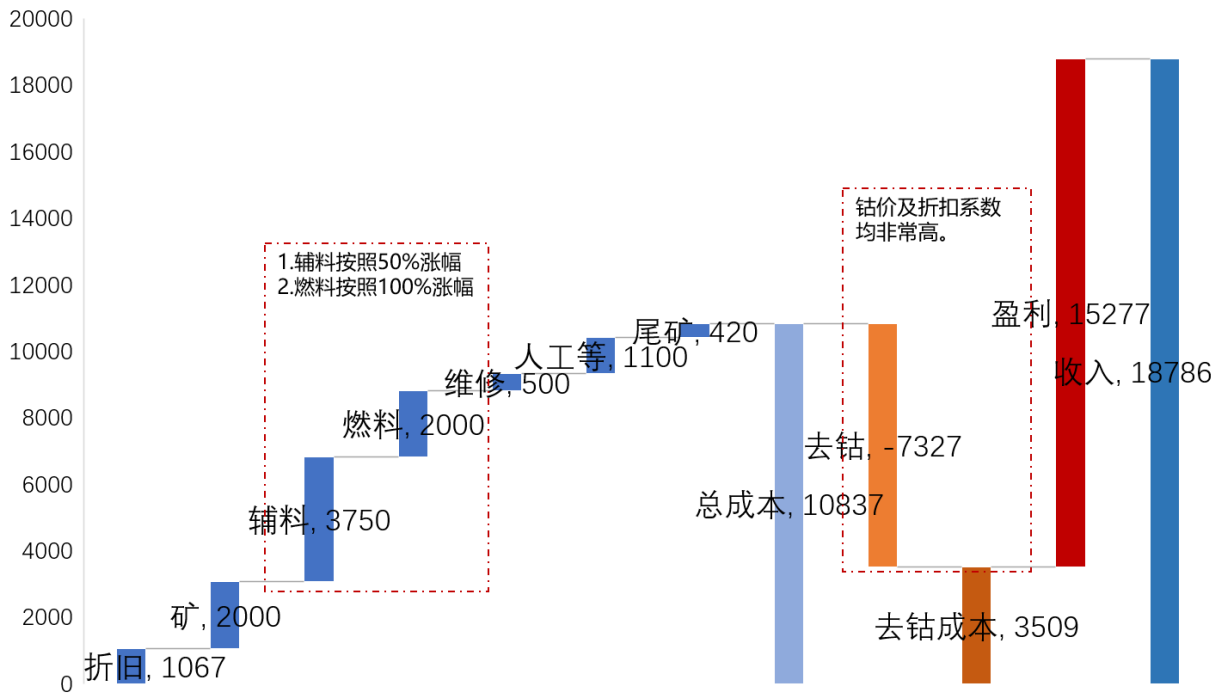 20000
18000
16000
14000
12000
10000
8000
6000
4000
2000
0
钴价及折扣系数
均非常高。
1.辅料按照50%涨幅
2.燃料按照100%涨幅
折旧, 1067
矿, 2000
辅料, 3750
燃料, 2000
维修, 500
人工等, 1100
尾矿, 420
总成本, 10837
去钴, -7327
去钴成本, 3509
盈利, 15277
收入, 18786